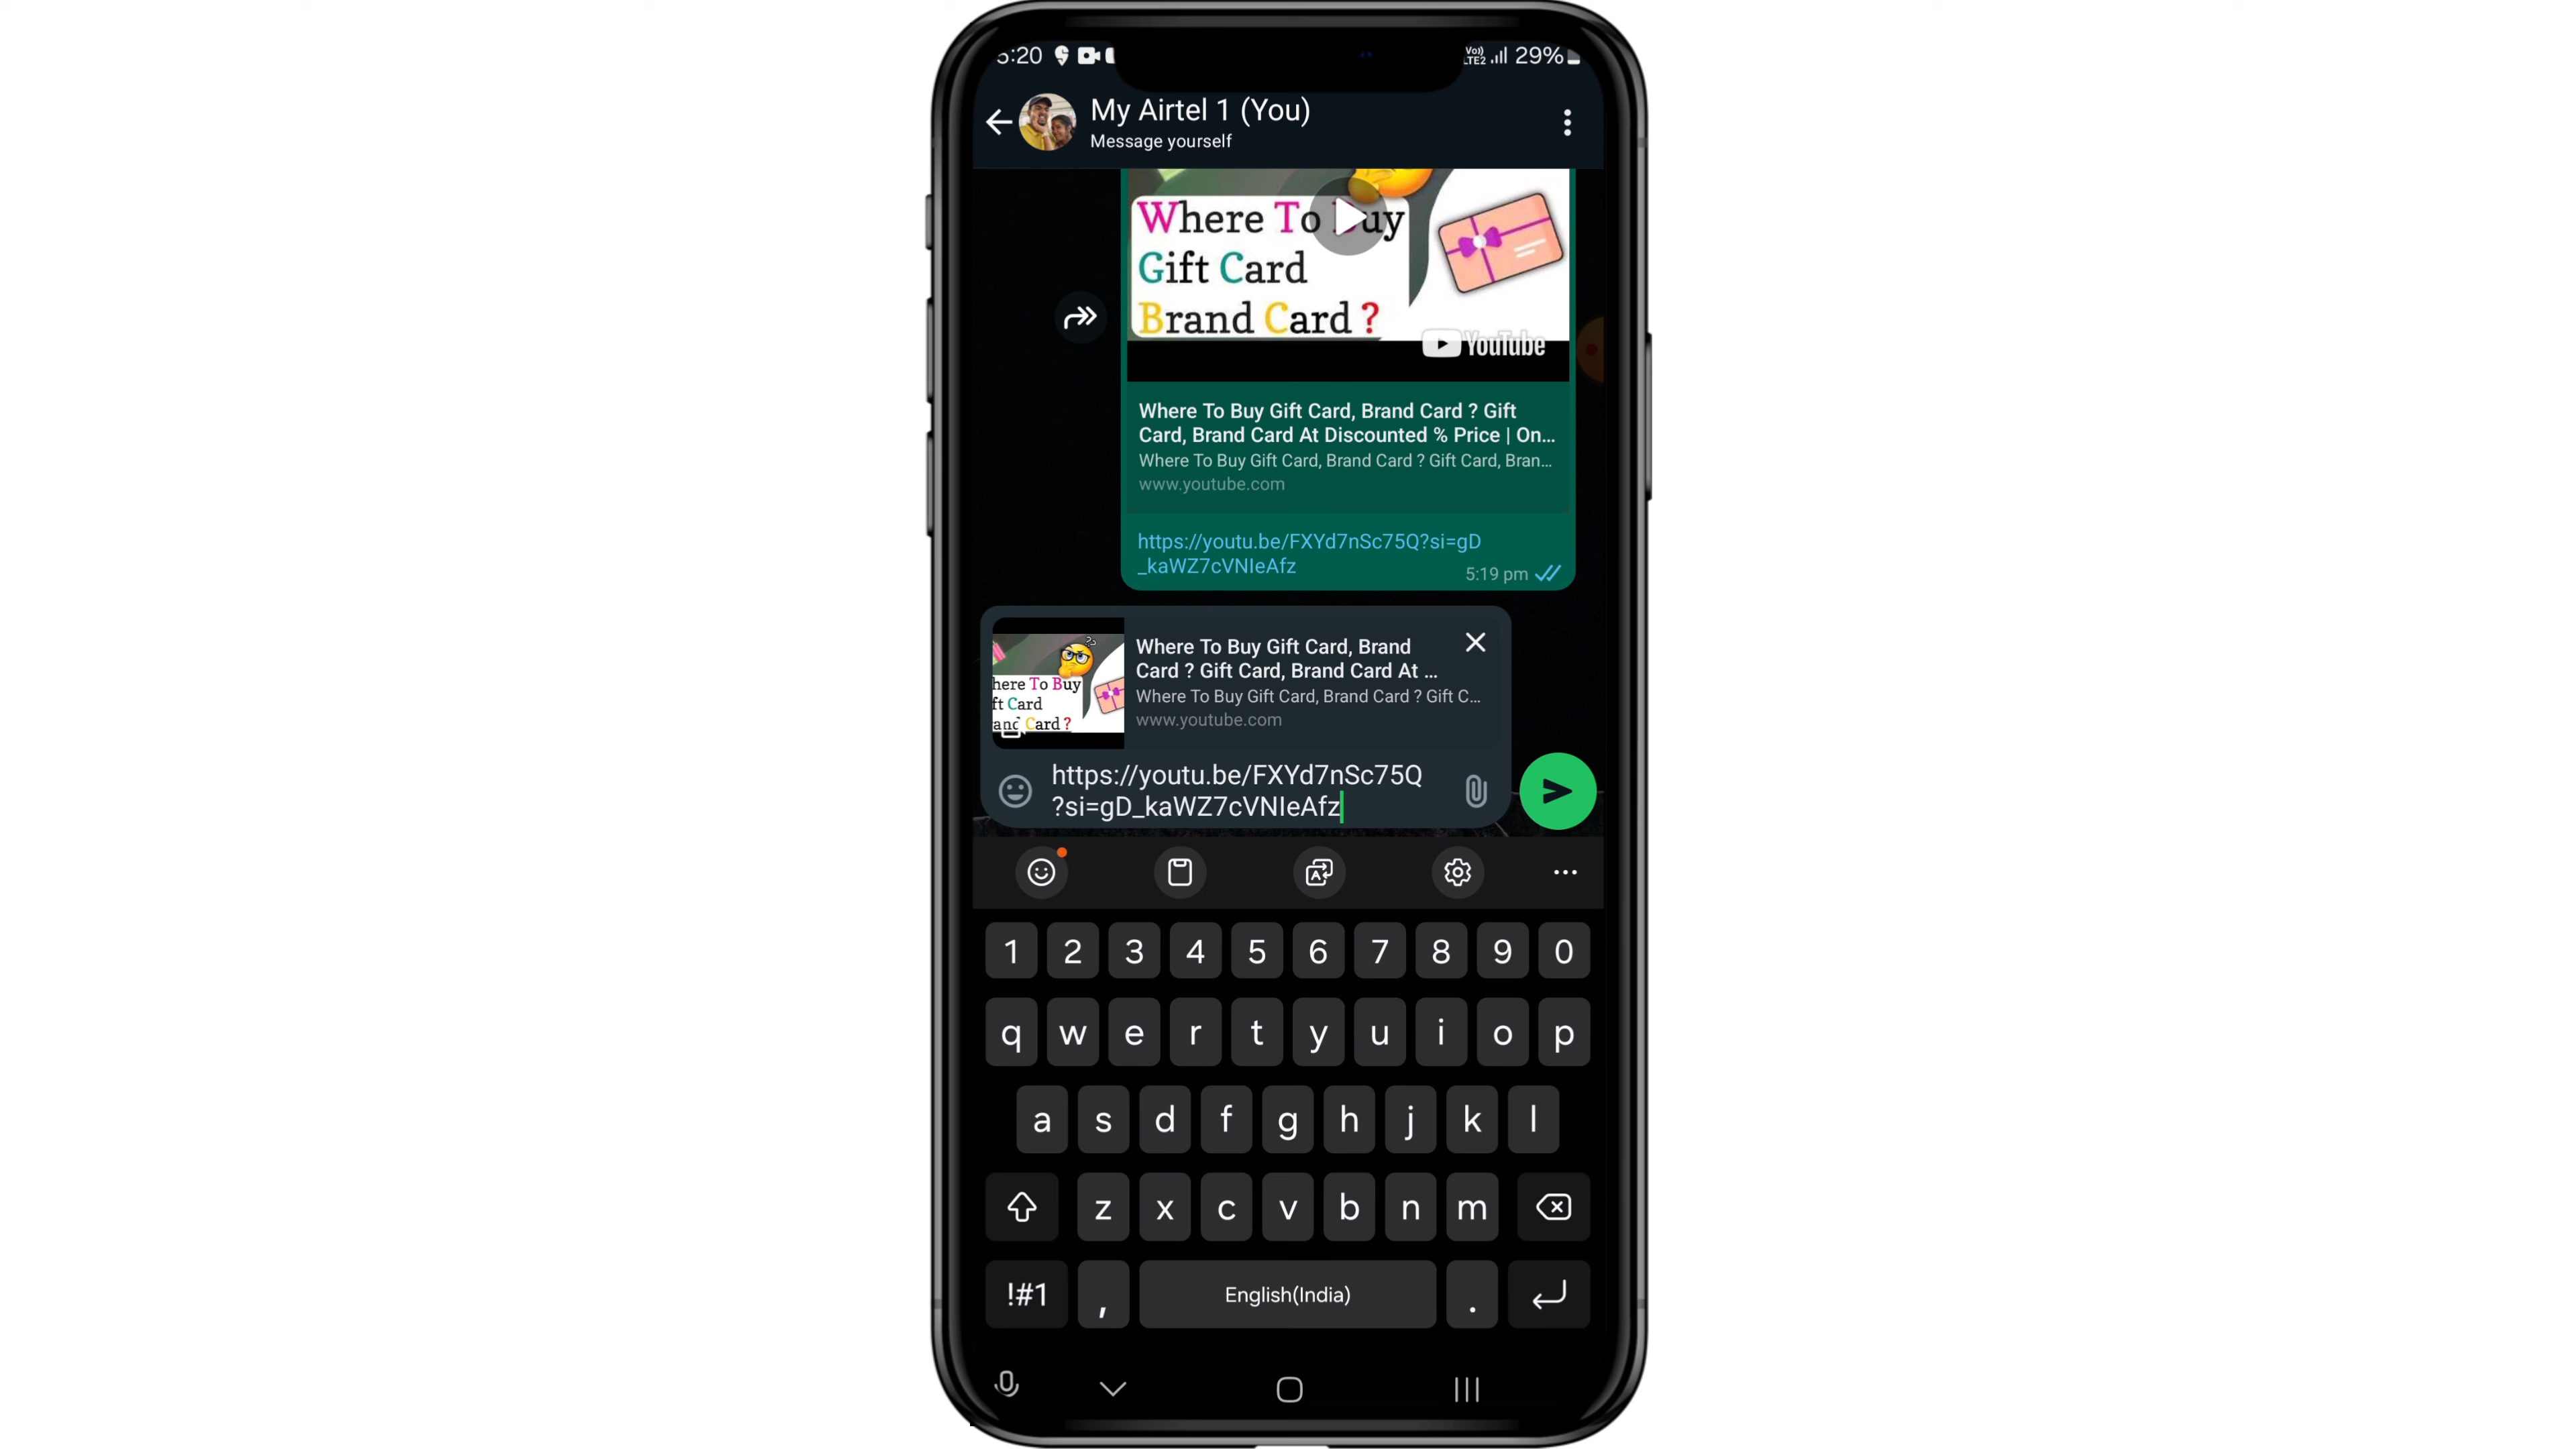 5:20
Vo)) LTE2 29%
My Airtel 1 (You)
Message yourself
Where To Buy
Gift Card
Brand Card ?
YouTube
Where To Buy Gift Card, Brand Card ? Gift
Card, Brand Card At Discounted % Price | On...
Where To Buy Gift Card, Brand Card ? Gift Card, Bran...
www.youtube.com
https://youtu.be/FXYd7nSc75Q?si=gD
_kaWZ7cVNIeAfz
5:19 pm
here To Buy
ft Card
and Card ?
Where To Buy Gift Card, Brand
Card ? Gift Card, Brand Card At ...
Where To Buy Gift Card, Brand Card ? Gift C...
www.youtube.com
https://youtu.be/FXYd7nSc75Q
?si=gD_kaWZ7cVNIeAfz
1 2 3 4 5 6 7 8 9 0
q w e r t y u i o p
a s d f g h j k l
z x c v b n m
!#1 , English(India) .